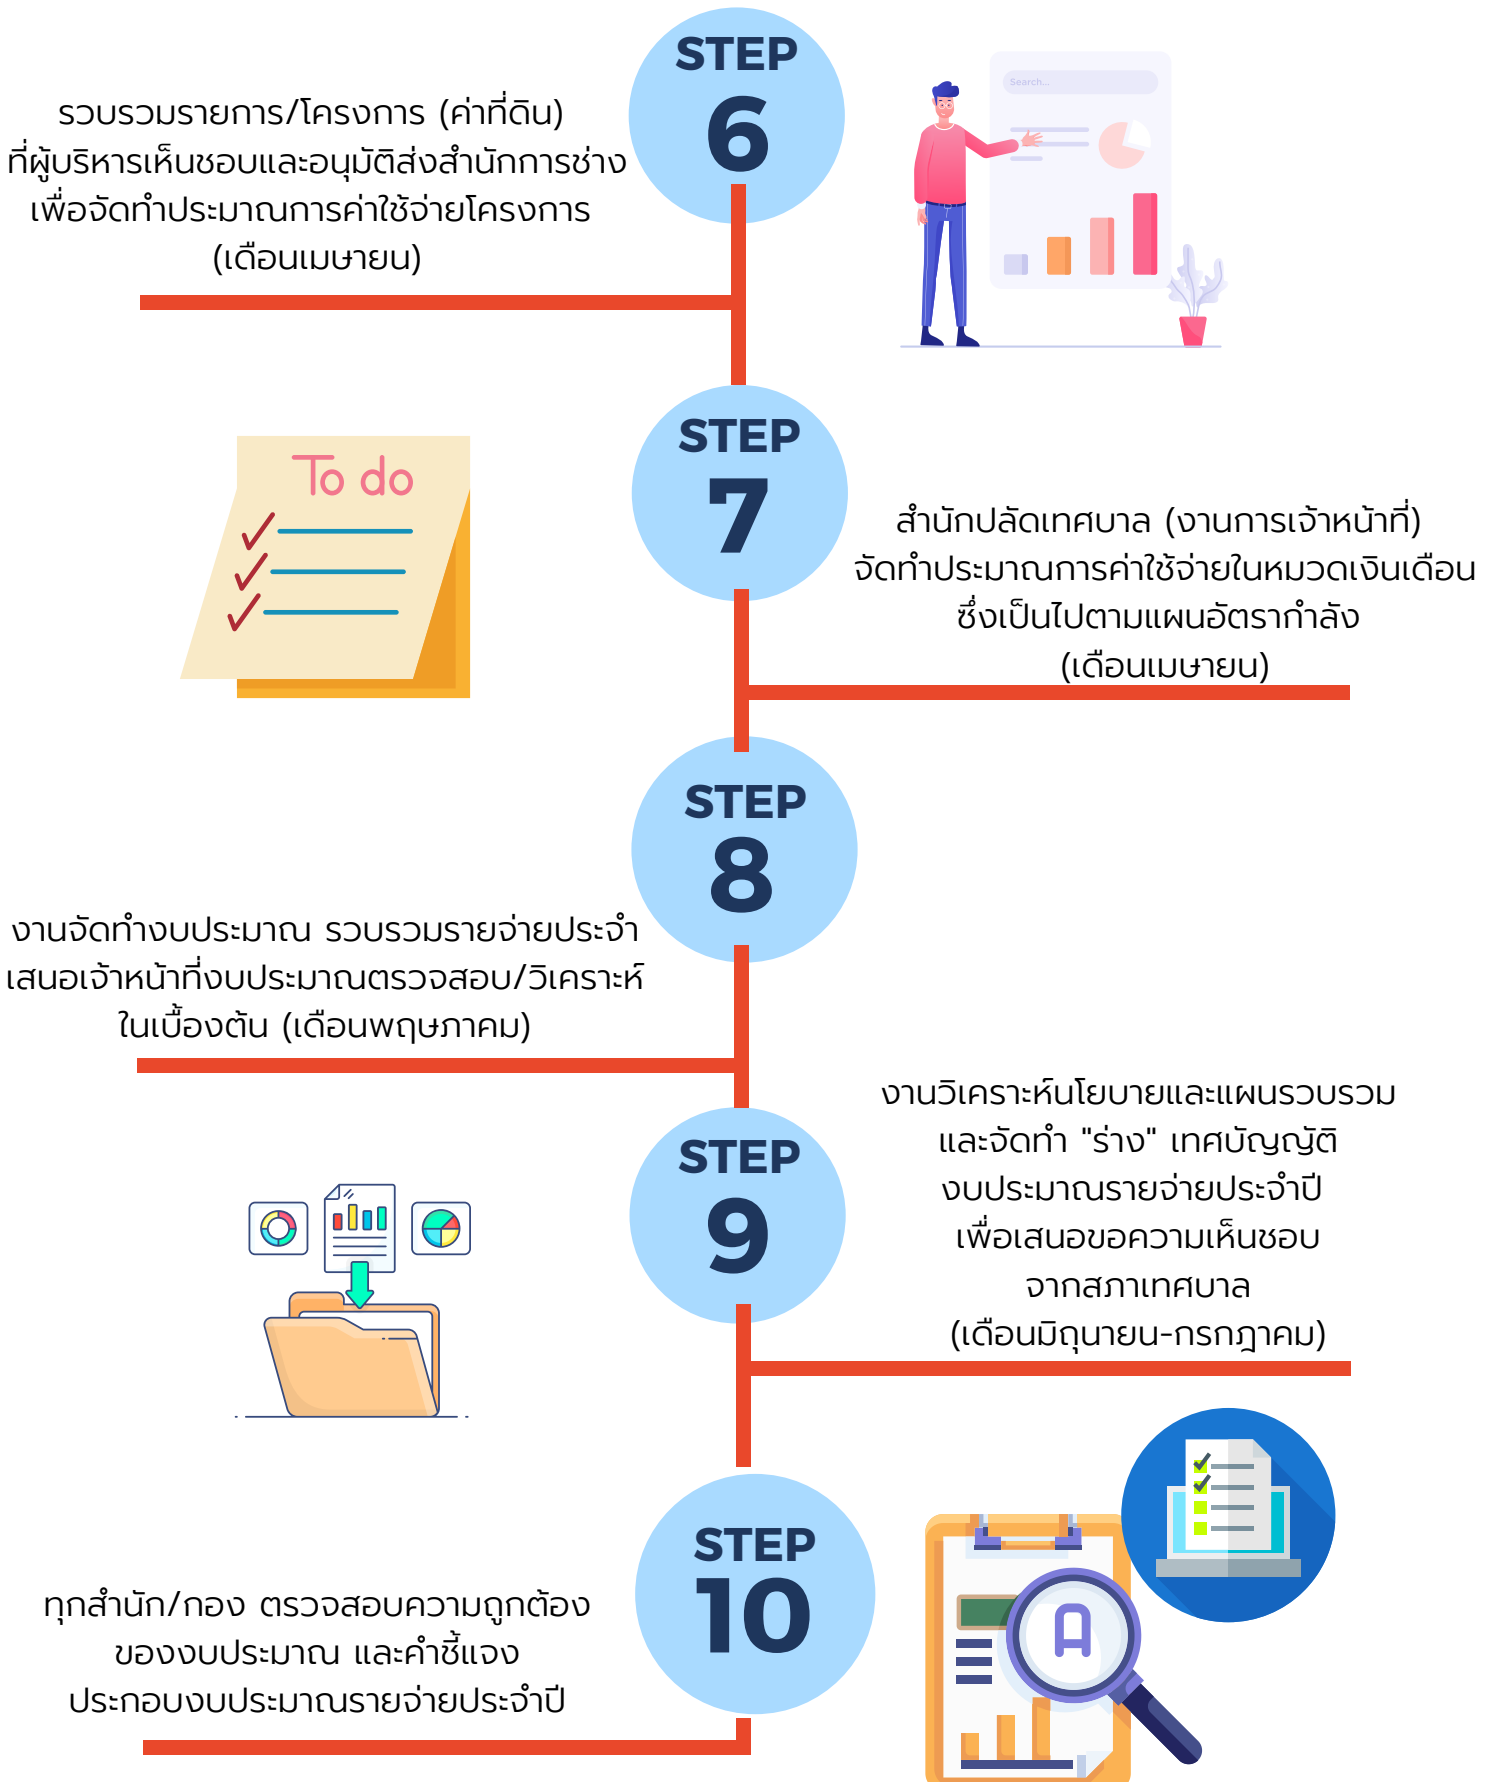 STEP
6
Search...
รวบรวมรายการ/โครงการ (ค่าที่ดิน)
ที่ผู้บริหารเห็นชอบและอนุมัติส่งสำนักการช่าง
เพื่อจัดทำประมาณการค่าใช้จ่ายโครงการ
(เดือนเมษายน)
STEP
7
To do
สำนักปลัดเทศบาล (งานการเจ้าหน้าที่)
จัดทำประมาณการค่าใช้จ่ายในหมวดเงินเดือน
ซึ่งเป็นไปตามแผนอัตรากำลัง
(เดือนเมษายน)
STEP
8
งานจัดทำงบประมาณ รวบรวมรายจ่ายประจำ
เสนอเจ้าหน้าที่งบประมาณตรวจสอบ/วิเคราะห์
ในเบื้องต้น (เดือนพฤษภาคม)
STEP
9
งานวิเคราะห์นโยบายและแผนรวบรวม
และจัดทำ "ร่าง" เทศบัญญัติ
งบประมาณรายจ่ายประจำปี
เพื่อเสนอขอความเห็นชอบ
จากสภาเทศบาล
(เดือนมิถุนายน-กรกฎาคม)
STEP
10
A
ทุกสำนัก/กอง ตรวจสอบความถูกต้อง
ของงบประมาณ และคำชี้แจง
ประกอบงบประมาณรายจ่ายประจำปี